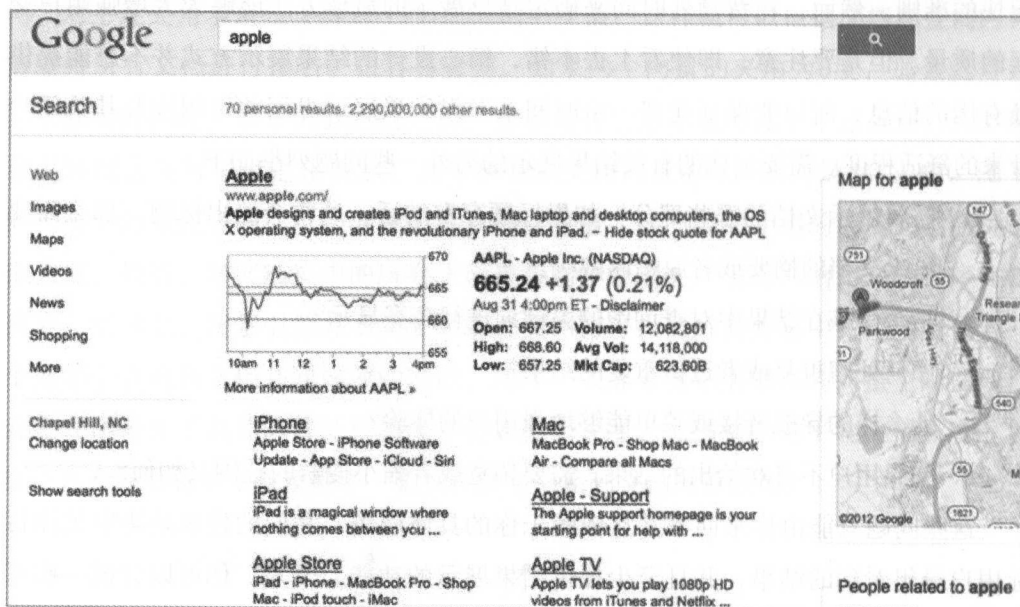 Google
apple
Search
70 personal results. 2,290,000,000 other results.
Web
Images
Maps
Videos
News
Shopping
More
Chapel Hill, NC
Change location
Show search tools
Apple
www.apple.com/
Apple designs and creates iPod and iTunes, Mac laptop and desktop computers, the OS
X operating system, and the revolutionary iPhone and iPad. – Hide stock quote for AAPL
670
665
660
655
10am 11 12 1 2 3 4pm
More information about AAPL »
AAPL - Apple Inc. (NASDAQ)
665.24 +1.37 (0.21%)
Aug 31 4:00pm ET - Disclaimer
Open: 667.25 Volume: 12,082,801
High: 668.60 Avg Vol: 14,118,000
Low: 657.25 Mkt Cap: 623.60B
iPhone
Apple Store - iPhone Software
Update - App Store - iCloud - Siri
Mac
MacBook Pro - Shop Mac - MacBook
Air - Compare all Macs
iPad
iPad is a magical window where
nothing comes between you ...
Apple - Support
The Apple support homepage is your
starting point for help with ...
Apple Store
iPad - iPhone - MacBook Pro - Shop
Mac - iPod touch - iMac
Apple TV
Apple TV lets you play 1080p HD
videos from iTunes and Netflix ...
Map for apple
147
751
Woodcroft
55
A
Parkwood
Triangle
540
55
©2012 Google
1621
People related to apple